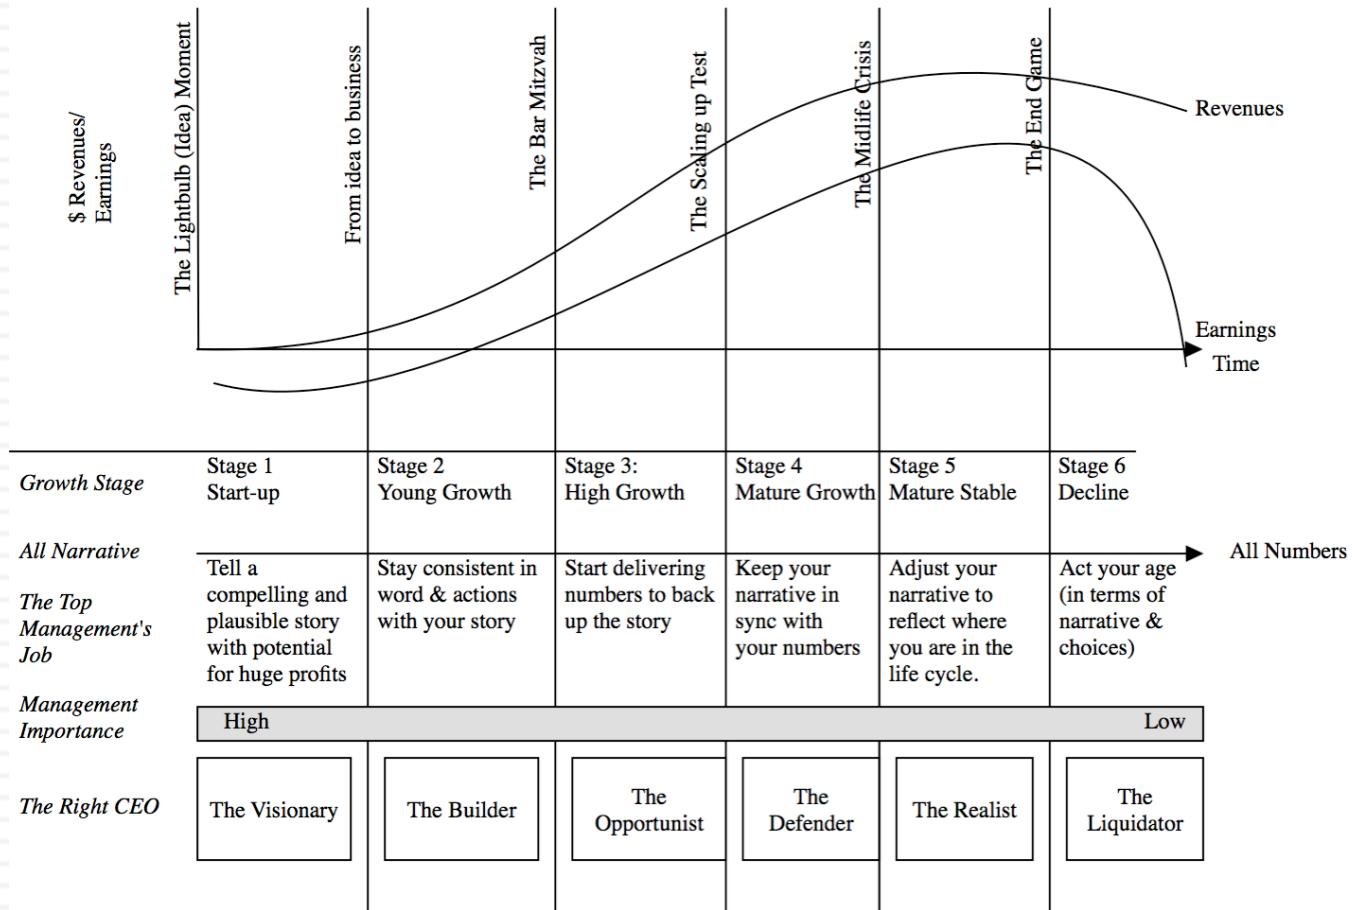 $ Revenues/
Earnings
The Lightbulb (Idea) Moment
From idea to business
The Bar Mitzvah
The Scaling up Test
The Midlife Crisis
The End Game
Revenues
Earnings
Time
Growth Stage
Stage 1
Start-up
Stage 2
Young Growth
Stage 3:
High Growth
Stage 4
Mature Growth
Stage 5
Mature Stable
Stage 6
Decline
All Narrative
All Numbers
The Top
Management's
Job
Tell a
compelling and
plausible story
with potential
for huge profits
Stay consistent in
word & actions
with your story
Start delivering
numbers to back
up the story
Keep your
narrative in
sync with
your numbers
Adjust your
narrative to
reflect where
you are in the
life cycle.
Act your age
(in terms of
narrative &
choices)
Management
Importance
High
Low
The Right CEO
The Visionary
The Builder
The
Opportunist
The
Defender
The Realist
The
Liquidator